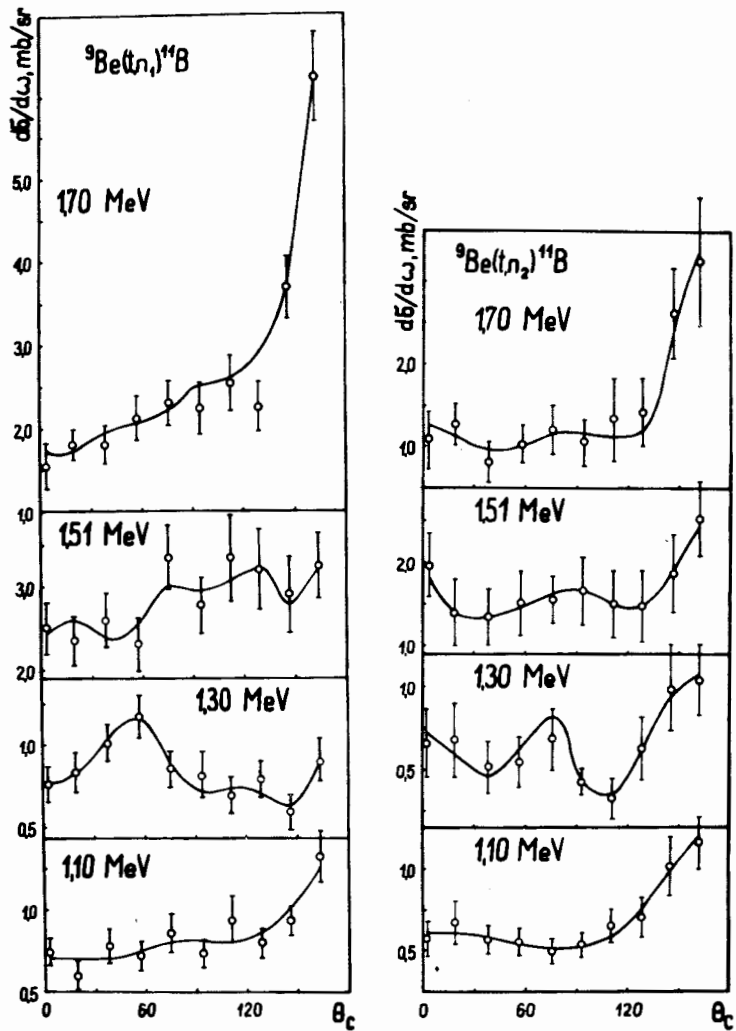 dб/dω, mb/sr
⁹Be(t,n₁)¹¹B
1,70 MeV
5,0
4,0
3,0
2,0
1,0
1,51 MeV
3,0
2,0
1,30 MeV
1,0
0,5
1,10 MeV
1,0
0,5
0
60
120
θc
dб/dω, mb/sr
⁹Be(t,n₂)¹¹B
1,70 MeV
2,0
1,0
1,51 MeV
2,0
1,0
1,30 MeV
1,0
0,5
1,10 MeV
1,0
0,5
0
60
120
θc